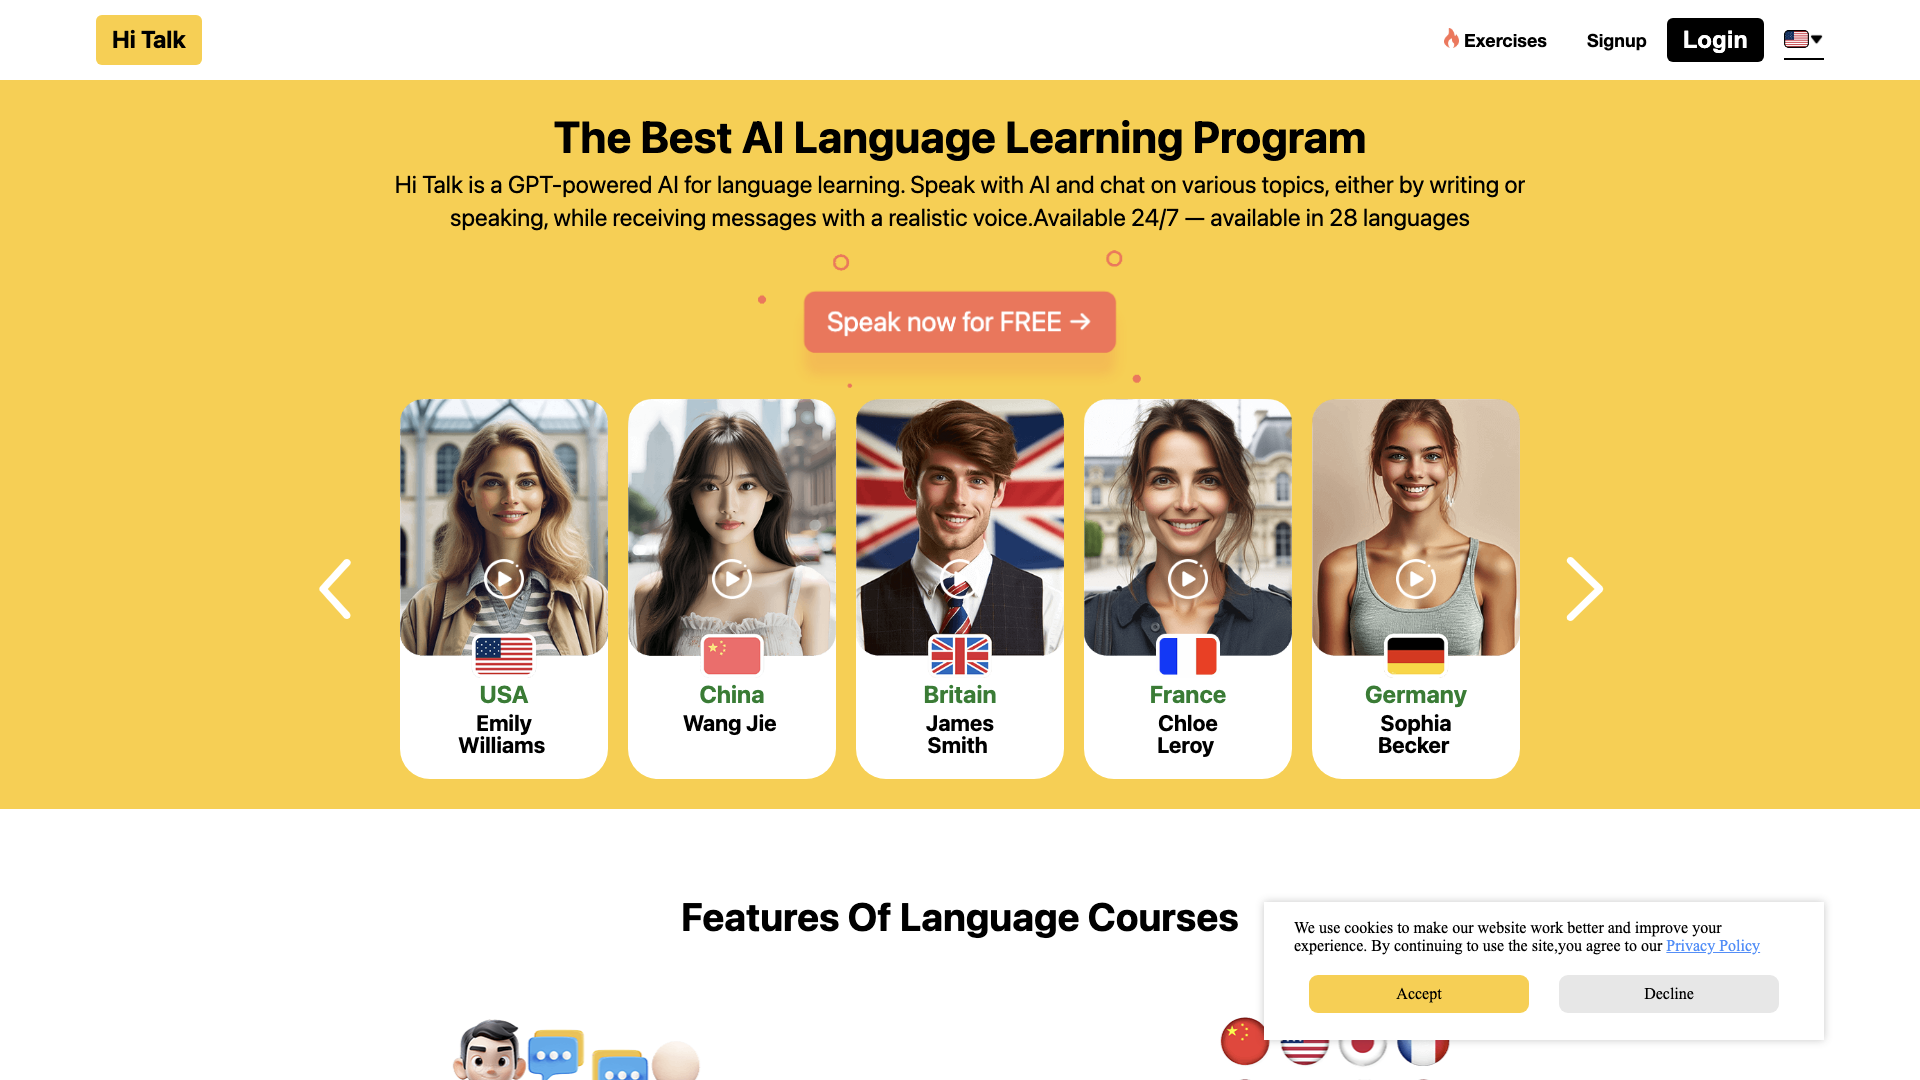 Hi Talk
Exercises
Signup
Login
The Best AI Language Learning Program
Hi Talk is a GPT-powered AI for language learning. Speak with AI and chat on various topics, either by writing or
speaking, while receiving messages with a realistic voice.Available 24/7 — available in 28 languages
Speak now for FREE →
USA
Emily
Williams
China
Wang Jie
Britain
James
Smith
France
Chloe
Leroy
Germany
Sophia
Becker
Features Of Language Courses
We use cookies to make our website work better and improve your
experience. By continuing to use the site,you agree to our Privacy Policy
Accept
Decline